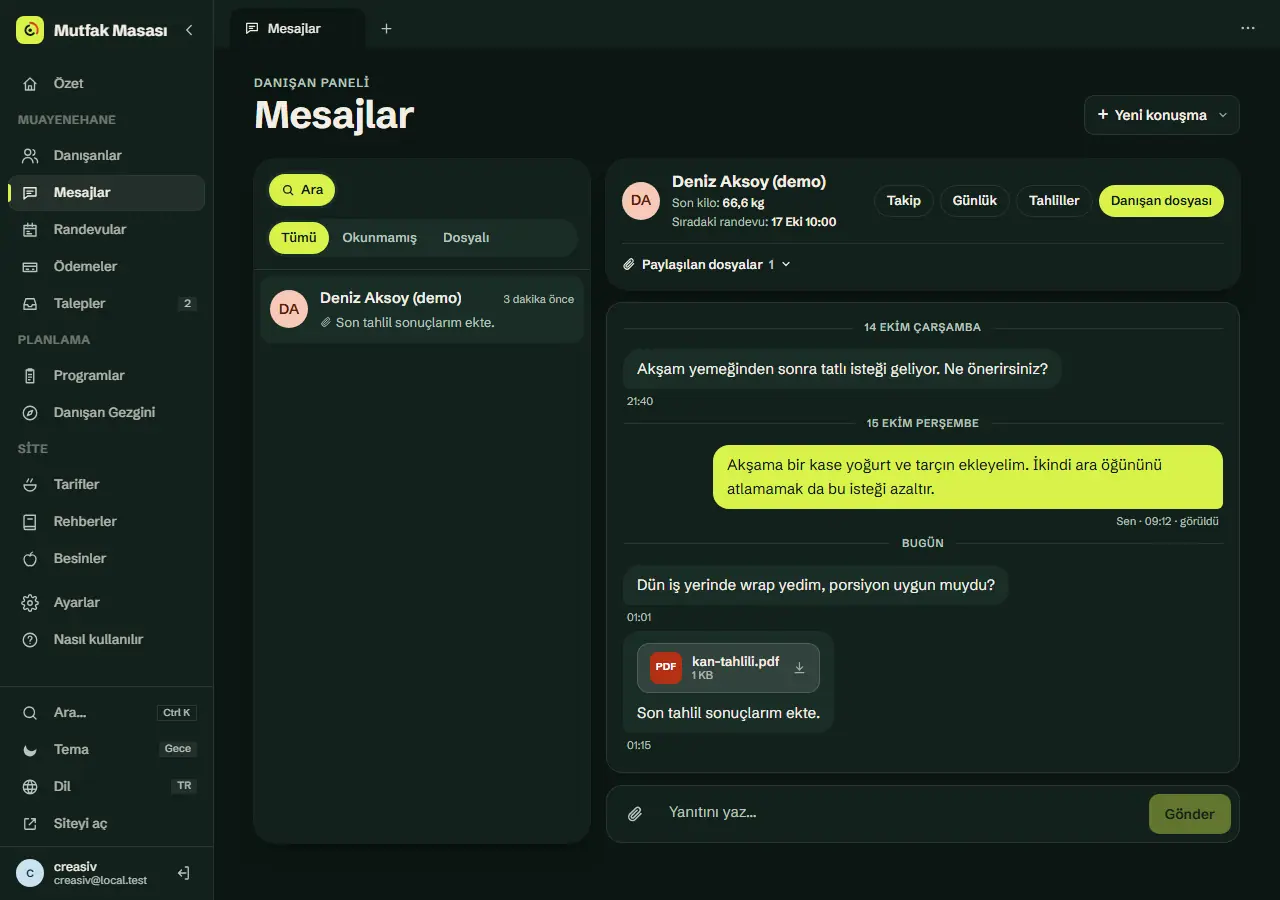 Mutfak Masası
Özet
MUAYENEHANE
Danışanlar
Mesajlar
Randevular
Ödemeler
Talepler 2
PLANLAMA
Programlar
Danışan Gezgini
SİTE
Tarifler
Rehberler
Besinler
Ayarlar
Nasıl kullanılır
Ara... Ctrl K
Tema Gece
Dil TR
Siteyi aç
C
creasiv
creasiv@local.test
Mesajlar
DANIŞAN PANELİ
Mesajlar
+ Yeni konuşma
Ara
Tümü Okunmamış Dosyalı
DA
Deniz Aksoy (demo) 3 dakika önce
Son tahlil sonuçlarım ekte.
DA
Deniz Aksoy (demo)
Son kilo: 66,6 kg
Sıradaki randevu: 17 Eki 10:00
Takip Günlük Tahliller Danışan dosyası
Paylaşılan dosyalar 1
14 EKİM ÇARŞAMBA
Akşam yemeğinden sonra tatlı isteği geliyor. Ne önerirsiniz?
21:40
15 EKİM PERŞEMBE
Akşama bir kase yoğurt ve tarçın ekleyelim. İkindi ara öğününü
atlamamak da bu isteği azaltır.
Sen · 09:12 · görüldü
BUGÜN
Dün iş yerinde wrap yedim, porsiyon uygun muydu?
01:01
PDF
kan-tahlili.pdf
1 KB
Son tahlil sonuçlarım ekte.
01:15
Yanıtını yaz...
Gönder